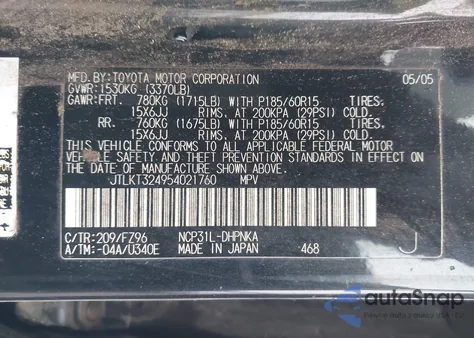 MFD.BY:TOYOTA MOTOR CORPORATION 05/05
GVWR:1530KG (3370LB)
GAWR:FRT. 780KG (1715LB) WITH P185/60R15 TIRES.
15X6JJ RIMS, AT 200KPA (29PSI) COLD.
RR. 760KG (1675LB) WITH P185/60R15 TIRES.
15X6JJ RIMS, AT 200KPA (29PSI) COLD.
THIS VEHICLE CONFORMS TO ALL APPLICABLE FEDERAL MOTOR
VEHICLE SAFETY AND BUMPER STANDARDS IN EFFECT ON THE
DATE OF MANUFACTURE SHOWN ABOVE.
JTLKT324954021760 MPV
C/TR:209/FZ96 NCP31L-DHPNKA
A/TM:-04A/U340E MADE IN JAPAN 468 J
autoSnap